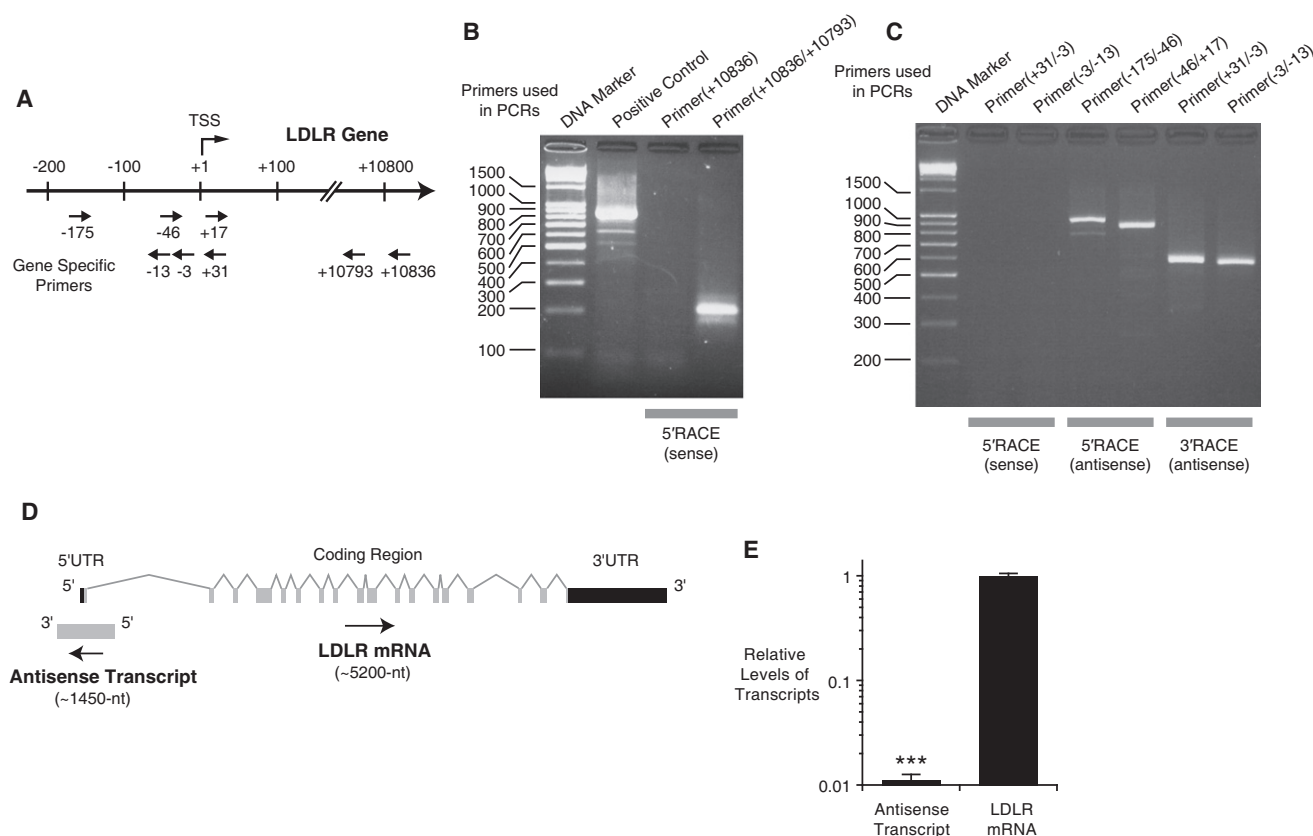 A
TSS
LDLR Gene
-200
-100
+1
+100
+10800
-175
-46
+17
Gene Specific
Primers
-13
-3
+31
+10793
+10836
B
Primers used
in PCRs
DNA Marker
Positive Control
Primer(+10836)
Primer(+10836/+10793)
1500
1000
900
800
700
600
500
400
300
200
100
5'RACE
(sense)
C
Primers used
in PCRs
DNA Marker
Primer(+31/-3)
Primer(-3/-13)
Primer(-175/-46)
Primer(-46/+17)
Primer(+31/-3)
Primer(-3/-13)
1500
1000
900
800
700
600
500
400
300
200
5'RACE
(sense)
5'RACE
(antisense)
3'RACE
(antisense)
D
5'UTR
Coding Region
3'UTR
5'
3'
3'
5'
Antisense Transcript
(~1450-nt)
LDLR mRNA
(~5200-nt)
E
Relative
Levels of
Transcripts
1
0.1
0.01
***
Antisense
Transcript
LDLR
mRNA